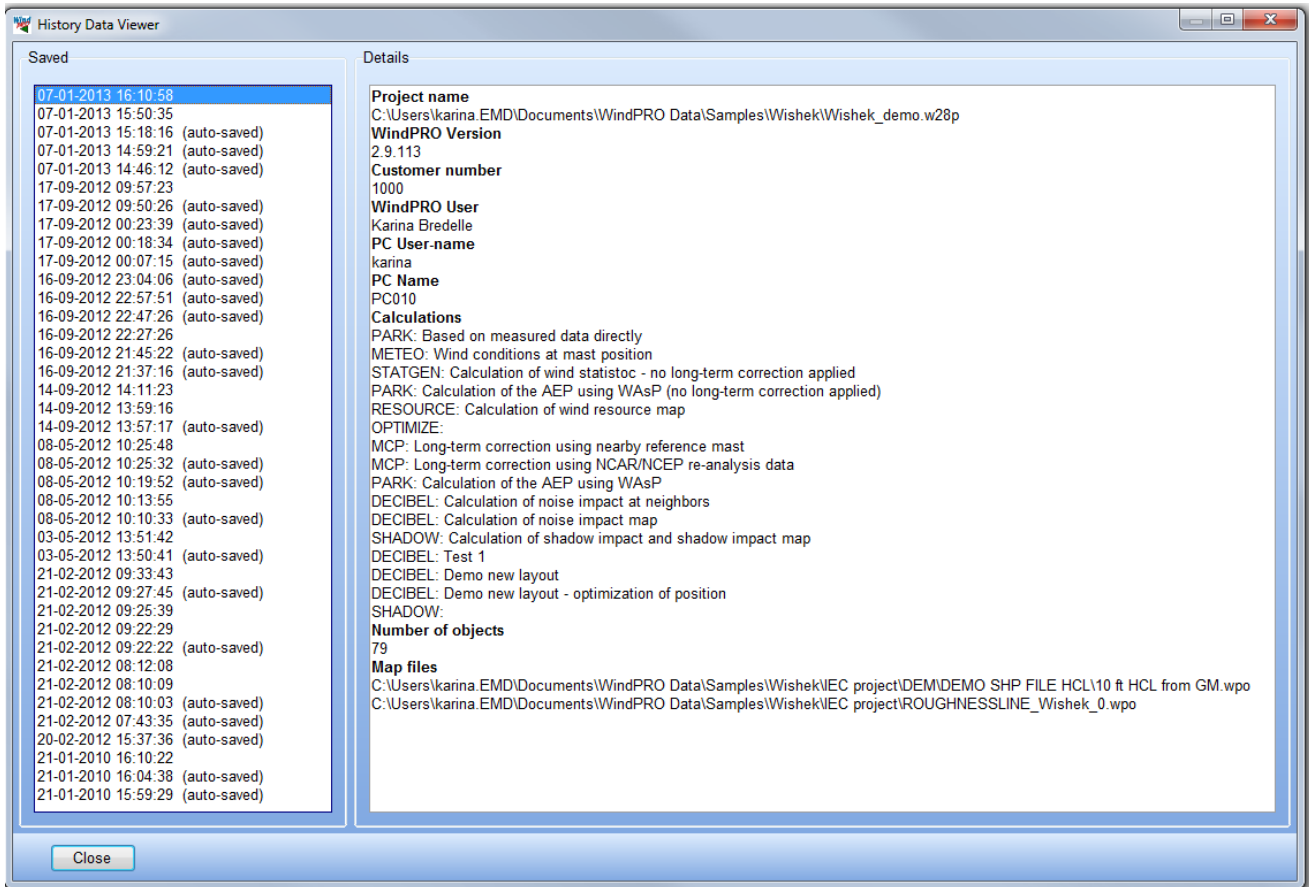 History Data Viewer
Saved
07-01-2013 16:10:58
07-01-2013 15:50:35
07-01-2013 15:18:16 (auto-saved)
07-01-2013 14:59:21 (auto-saved)
07-01-2013 14:46:12 (auto-saved)
17-09-2012 09:57:23
17-09-2012 09:50:26 (auto-saved)
17-09-2012 00:23:39 (auto-saved)
17-09-2012 00:18:34 (auto-saved)
17-09-2012 00:07:15 (auto-saved)
16-09-2012 23:04:06 (auto-saved)
16-09-2012 22:57:51 (auto-saved)
16-09-2012 22:47:26 (auto-saved)
16-09-2012 22:27:26
16-09-2012 21:45:22 (auto-saved)
16-09-2012 21:37:16 (auto-saved)
14-09-2012 14:11:23
14-09-2012 13:59:16
14-09-2012 13:57:17 (auto-saved)
08-05-2012 10:25:48
08-05-2012 10:25:32 (auto-saved)
08-05-2012 10:19:52 (auto-saved)
08-05-2012 10:13:55
08-05-2012 10:10:33 (auto-saved)
03-05-2012 13:51:42
03-05-2012 13:50:41 (auto-saved)
21-02-2012 09:33:43
21-02-2012 09:27:45 (auto-saved)
21-02-2012 09:25:39
21-02-2012 09:22:29
21-02-2012 09:22:22 (auto-saved)
21-02-2012 08:12:08
21-02-2012 08:10:09
21-02-2012 08:10:03 (auto-saved)
21-02-2012 07:43:35 (auto-saved)
20-02-2012 15:37:36 (auto-saved)
21-01-2010 16:10:22
21-01-2010 16:04:38 (auto-saved)
21-01-2010 15:59:29 (auto-saved)
Details
Project name
C:\Users\karina.EMD\Documents\WindPRO Data\Samples\Wishek\Wishek_demo.w28p
WindPRO Version
2.9.113
Customer number
1000
WindPRO User
Karina Bredelle
PC User-name
karina
PC Name
PC010
Calculations
PARK: Based on measured data directly
METEO: Wind conditions at mast position
STATGEN: Calculation of wind statistoc - no long-term correction applied
PARK: Calculation of the AEP using WAsP (no long-term correction applied)
RESOURCE: Calculation of wind resource map
OPTIMIZE:
MCP: Long-term correction using nearby reference mast
MCP: Long-term correction using NCAR/NCEP re-analysis data
PARK: Calculation of the AEP using WAsP
DECIBEL: Calculation of noise impact at neighbors
DECIBEL: Calculation of noise impact map
SHADOW: Calculation of shadow impact and shadow impact map
DECIBEL: Test 1
DECIBEL: Demo new layout
DECIBEL: Demo new layout - optimization of position
SHADOW:
Number of objects
79
Map files
C:\Users\karina.EMD\Documents\WindPRO Data\Samples\Wishek\IEC project\DEM\DEMO SHP FILE HCL\10 ft HCL from GM.wpo
C:\Users\karina.EMD\Documents\WindPRO Data\Samples\Wishek\IEC project\ROUGHNESSLINE_Wishek_0.wpo
Close